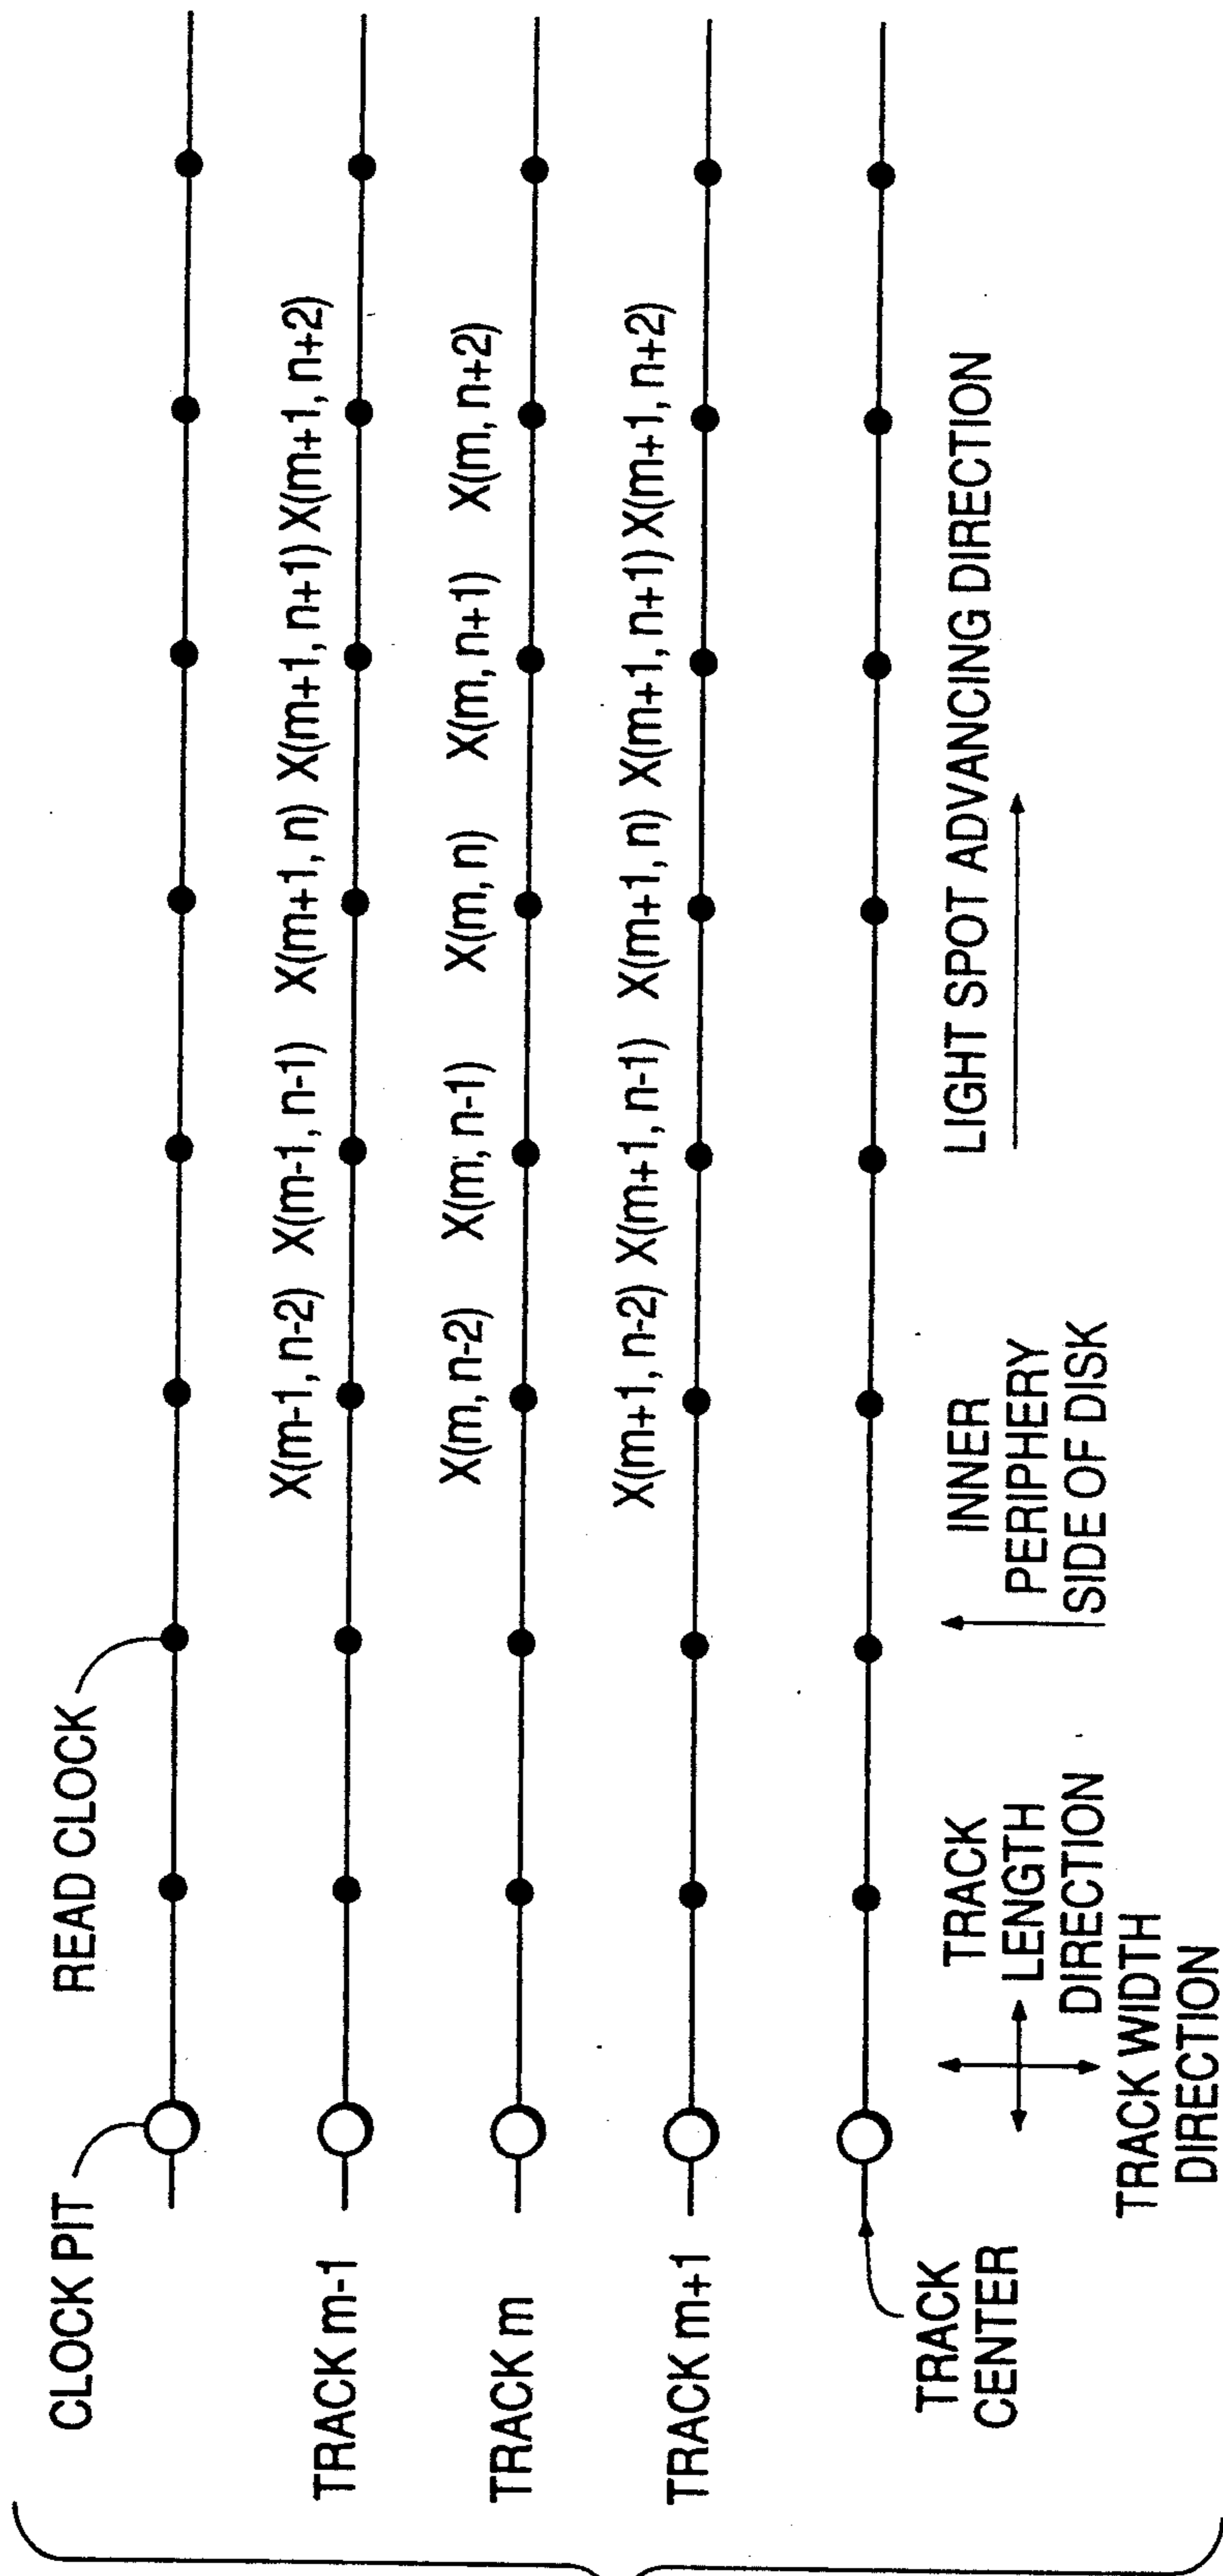 CLOCK PIT
READ CLOCK
TRACK m-1
X(m-1, n-2) X(m-1, n-1) X(m+1, n) X(m+1, n+1) X(m+1, n+2)
TRACK m
X(m, n-2) X(m, n-1) X(m, n) X(m, n+1) X(m, n+2)
TRACK m+1
X(m+1, n-2) X(m+1, n-1) X(m+1, n) X(m+1, n+1) X(m+1, n+2)
TRACK
CENTER
TRACK
LENGTH
DIRECTION
TRACK WIDTH
DIRECTION
INNER
PERIPHERY
SIDE OF DISK
LIGHT SPOT ADVANCING DIRECTION